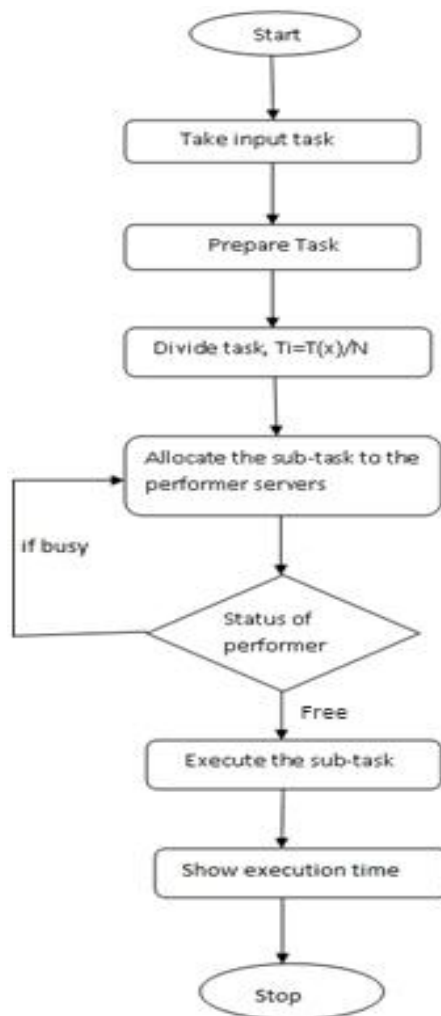 Start
Take input task
Prepare Task
Divide task, Ti=T(x)/N
Allocate the sub-task to the
performer servers
if busy
Status of
performer
Free
Execute the sub-task
Show execution time
Stop